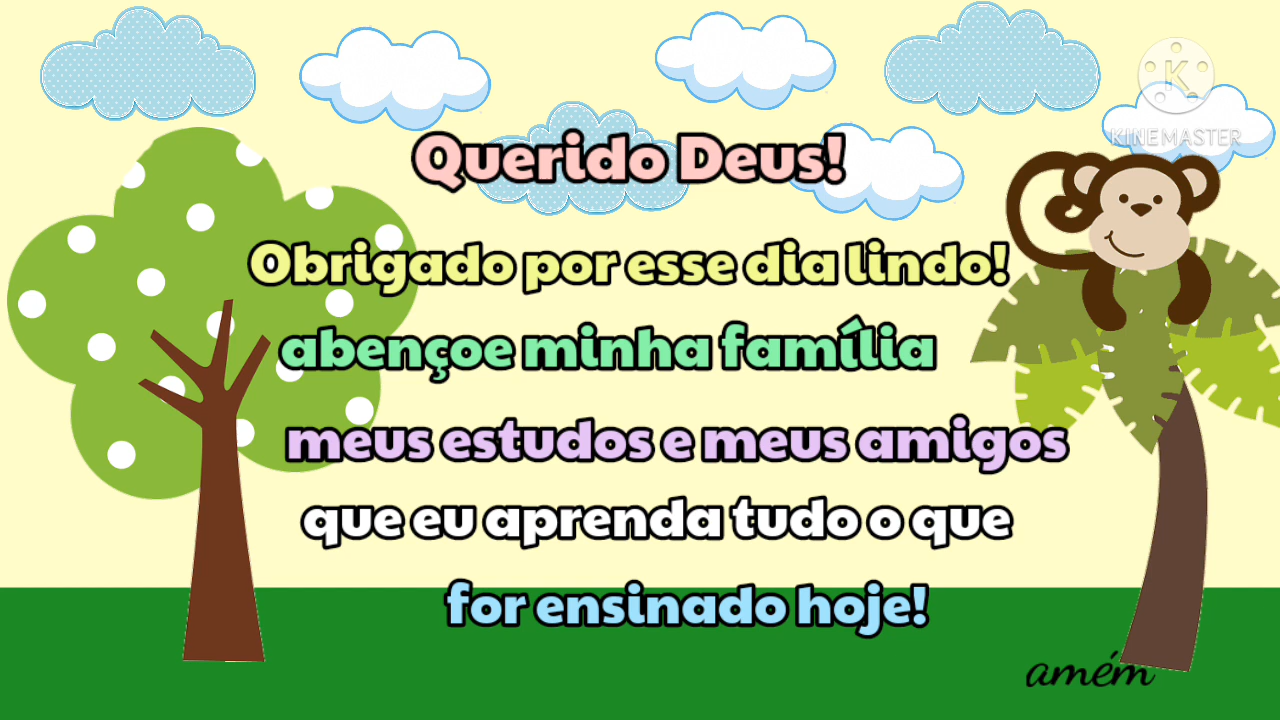 KINEMASTER
Querido Deus!
Obrigado por esse dia lindo!
abençoe minha família
meus estudos e meus amigos
que eu aprenda tudo o que
for ensinado hoje!
amém